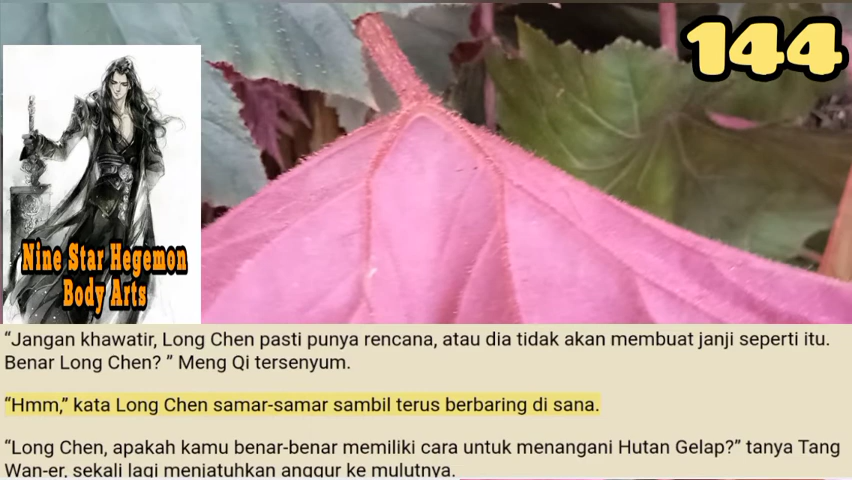 144
Nine Star Hegemon
Body Arts
“Jangan khawatir, Long Chen pasti punya rencana, atau dia tidak akan membuat janji seperti itu.
Benar Long Chen? ” Meng Qi tersenyum.
“Hmm,” kata Long Chen samar-samar sambil terus berbaring di sana.
“Long Chen, apakah kamu benar-benar memiliki cara untuk menangani Hutan Gelap?” tanya Tang
Wan-er, sekali lagi menjatuhkan anggur ke mulutnya.